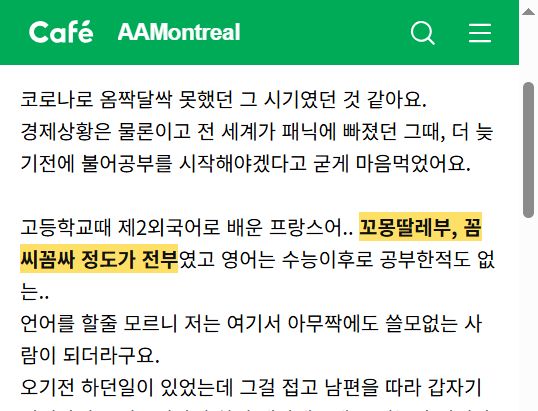 Café AAMontreal
코로나로 옴짝달싹 못했던 그 시기였던 것 같아요.
경제상황은 물론이고 전 세계가 패닉에 빠졌던 그때, 더 늦
기전에 불어공부를 시작해야겠다고 굳게 마음먹었어요.
고등학교때 제2외국어로 배운 프랑스어.. 꼬몽딸레부, 꼼
씨꼼싸 정도가 전부였고 영어는 수능이후로 공부한적도 없
는..
언어를 할줄 모르니 저는 여기서 아무짝에도 쓸모없는 사
람이 되더라구요.
오기전 하던일이 있었는데 그걸 접고 남편을 따라 갑자기